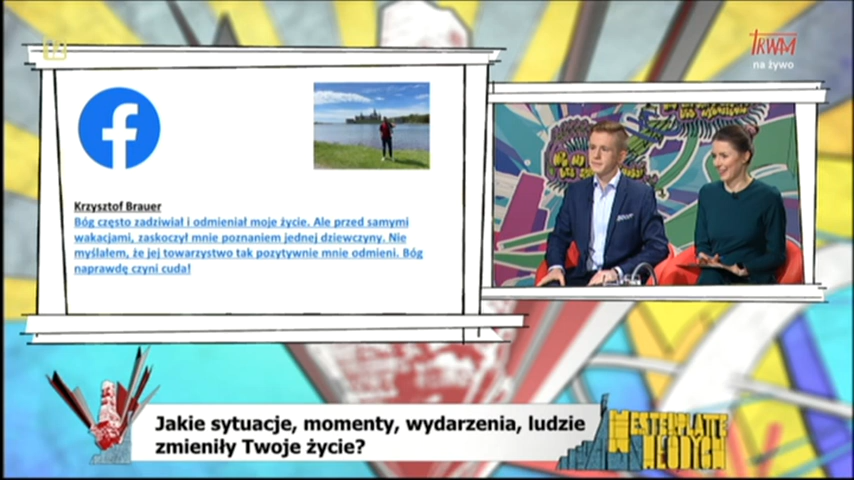 TRWAM
na żywo
Krzysztof Brauer
Bóg często zadziwiał i odmieniał moje życie. Ale przed samymi
wakacjami, zaskoczył mnie poznaniem jednej dziewczyny. Nie
myślałem, że jej towarzystwo tak pozytywnie mnie odmieni. Bóg
naprawdę czyni cuda!
Jakie sytuacje, momenty, wydarzenia, ludzie
zmieniły Twoje życie?
WESTERPLATTE
MŁODYCH